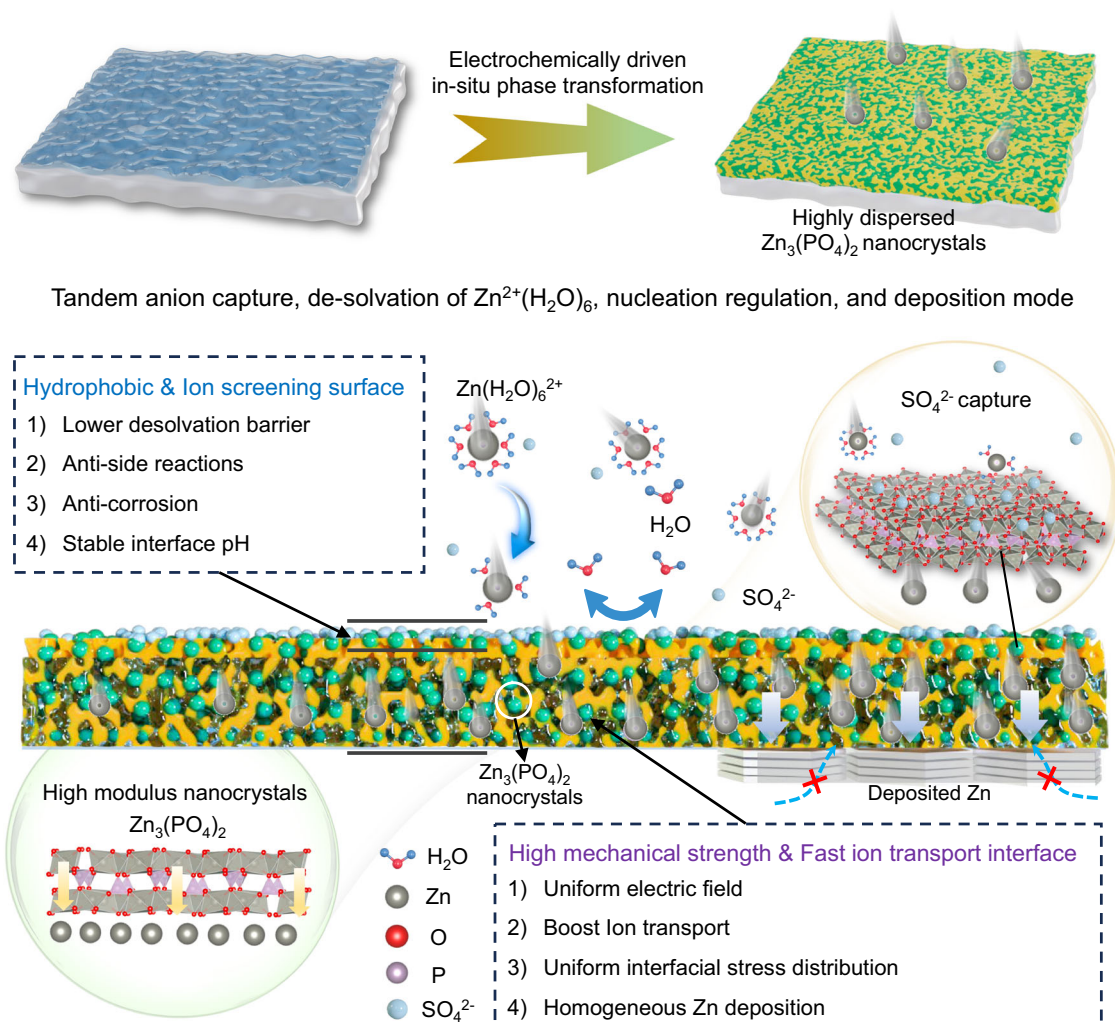 Electrochemically driven
in-situ phase transformation
Highly dispersed
Zn₃(PO₄)₂ nanocrystals
Tandem anion capture, de-solvation of Zn²⁺(H₂O)₆, nucleation regulation, and deposition mode
Hydrophobic & Ion screening surface
1) Lower desolvation barrier
2) Anti-side reactions
3) Anti-corrosion
4) Stable interface pH
Zn(H₂O)₆²⁺
H₂O
SO₄²⁻
SO₄²⁻ capture
High modulus nanocrystals
Zn₃(PO₄)₂
Zn₃(PO₄)₂
nanocrystals
Deposited Zn
H₂O
Zn
O
P
SO₄²⁻
High mechanical strength & Fast ion transport interface
1) Uniform electric field
2) Boost Ion transport
3) Uniform interfacial stress distribution
4) Homogeneous Zn deposition